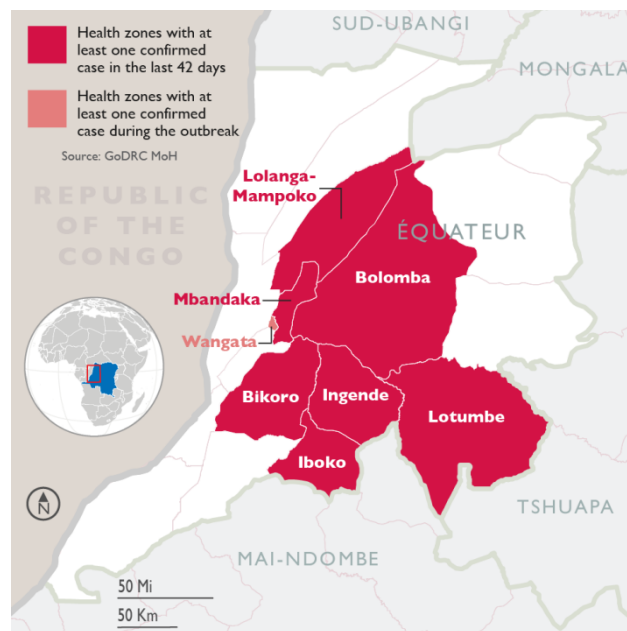 SUD-UBANGI
Health zones with at
least one confirmed
case in the last 42 days
MONGALA
Health zones with at
least one confirmed
case during the outbreak
Source: GoDRC MoH
Lolanga-
Mampoko
REPUBLIC
OF THE
CONGO
ÉQUATEUR
Bolomba
Mbandaka
Wangata
Bikoro
Ingende
Lotumbe
Iboko
N
TSHUAPA
MAI-NDOMBE
50 Mi
50 Km